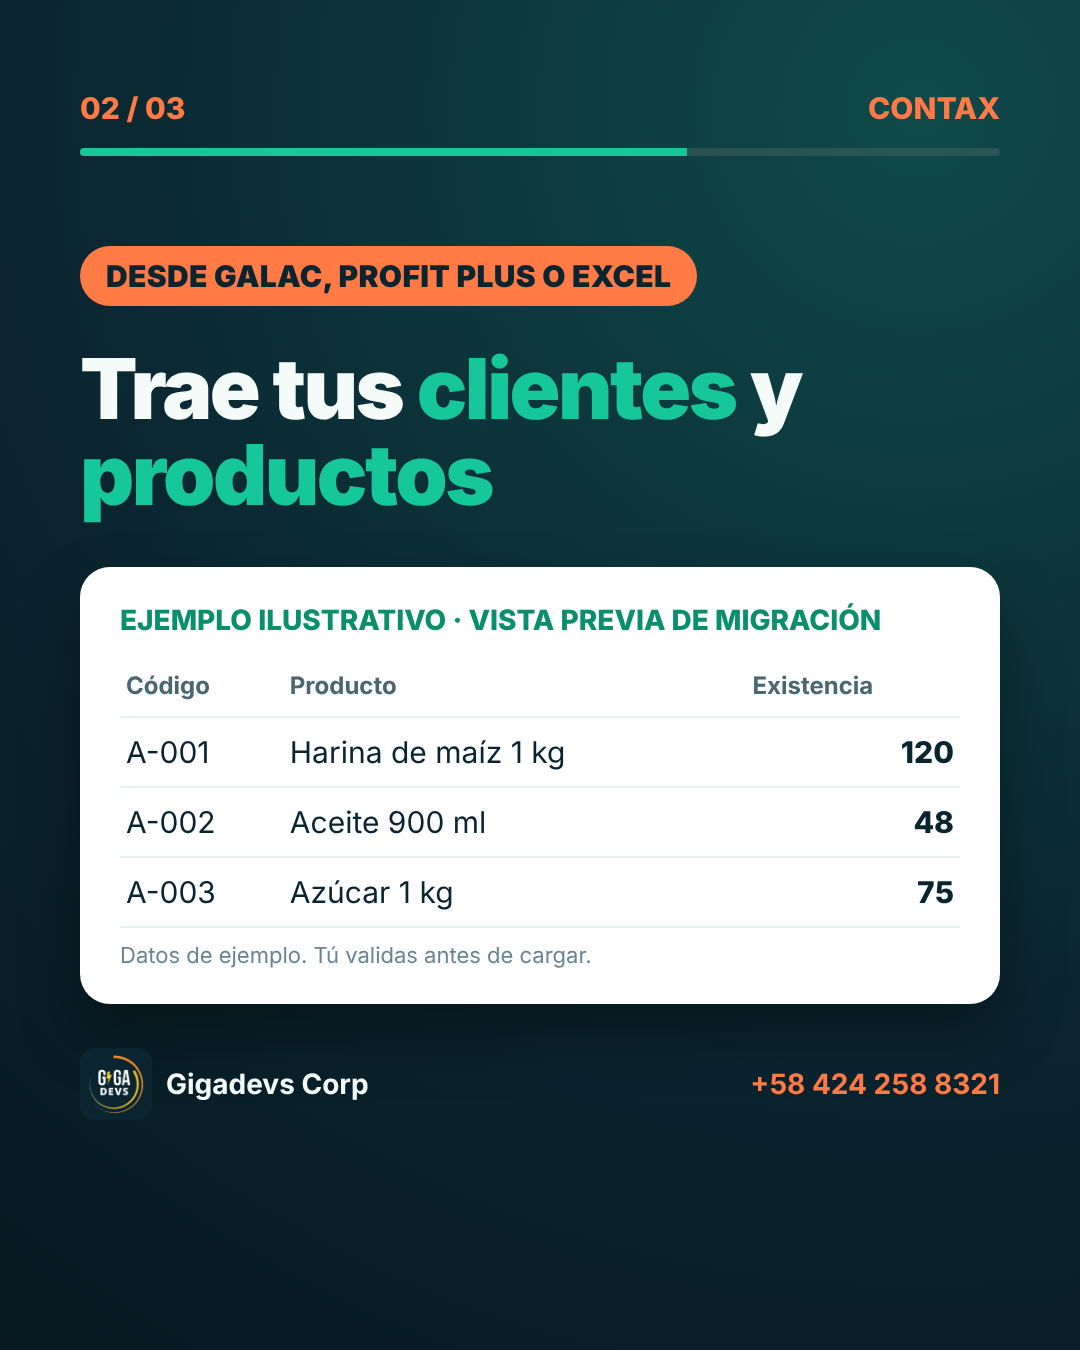 02 / 03
CONTAX
DESDE GALAC, PROFIT PLUS O EXCEL
Trae tus clientes y
productos
EJEMPLO ILUSTRATIVO · VISTA PREVIA DE MIGRACIÓN
Código Producto Existencia
A-001 Harina de maíz 1 kg 120
A-002 Aceite 900 ml 48
A-003 Azúcar 1 kg 75
Datos de ejemplo. Tú validas antes de cargar.
GIGA
DEVS
Gigadevs Corp
+58 424 258 8321